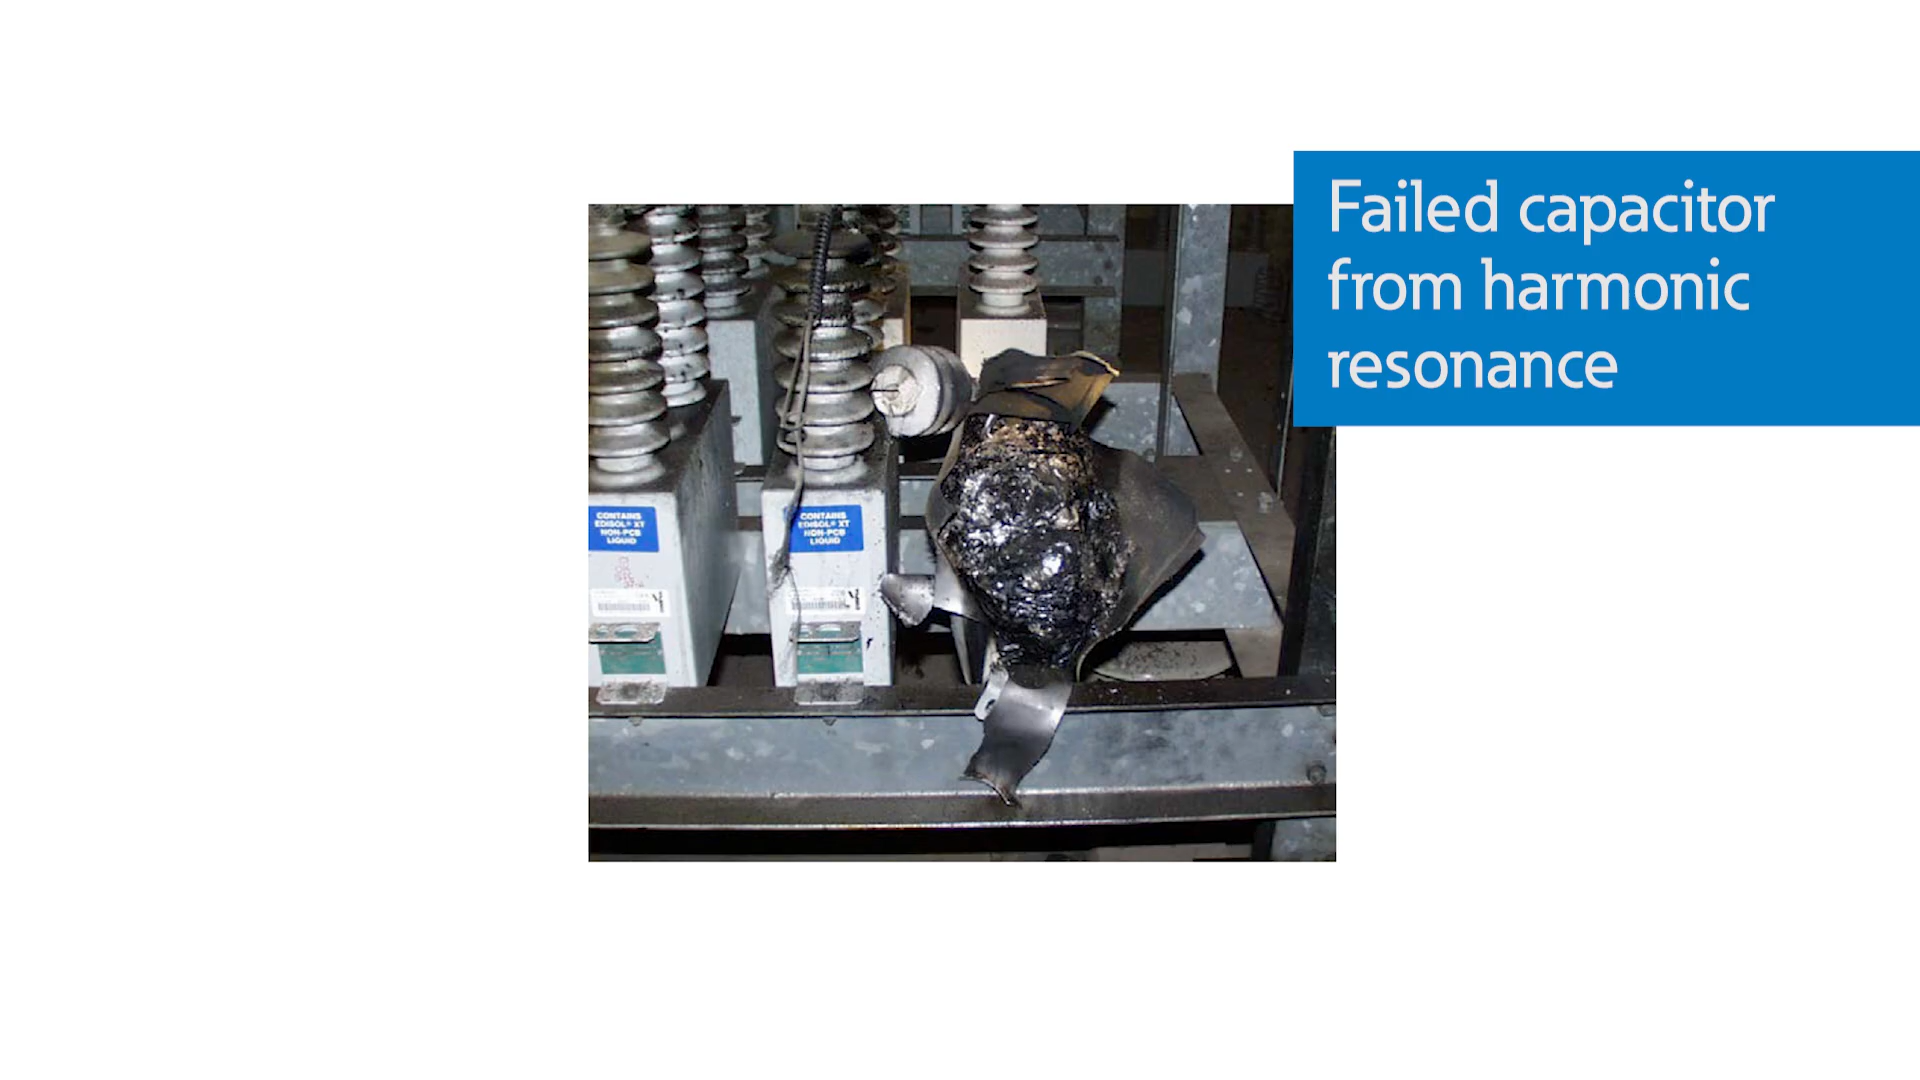 Failed capacitor
from harmonic
resonance
CONTAINS
EDISOL® XT
NON-PCB
LIQUID
CONTAINS
EDISOL® XT
NON-PCB
LIQUID